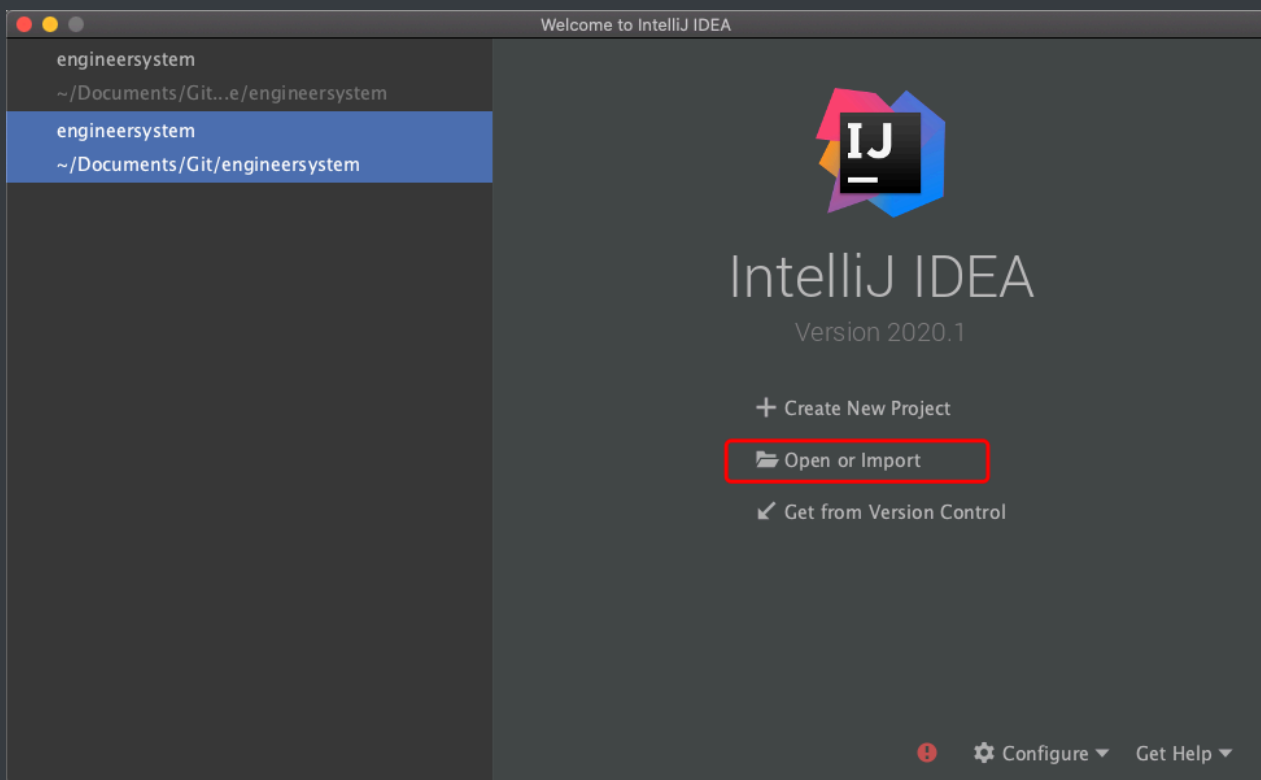 Welcome to IntelliJ IDEA
engineersystem
~/Documents/Git...e/engineersystem
engineersystem
~/Documents/Git/engineersystem
IJ
IntelliJ IDEA
Version 2020.1
Create New Project
Open or Import
Get from Version Control
Configure Get Help